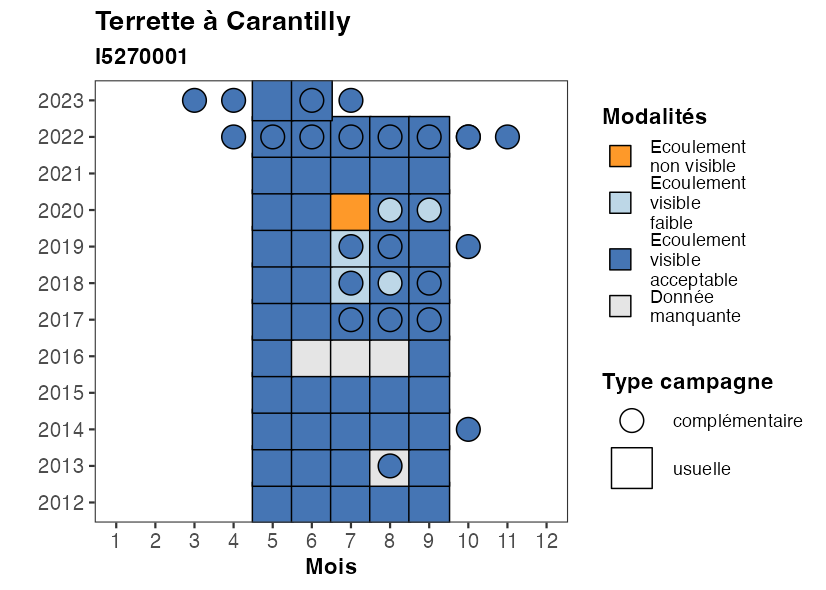 Terrette à Carantilly
I5270001
2023
2022
2021
2020
2019
2018
2017
2016
2015
2014
2013
2012
1 2 3 4 5 6 7 8 9 10 11 12
Mois
Modalités
Ecoulement
non visible
Ecoulement
visible
faible
Ecoulement
visible
acceptable
Donnée
manquante
Type campagne
complémentaire
usuelle